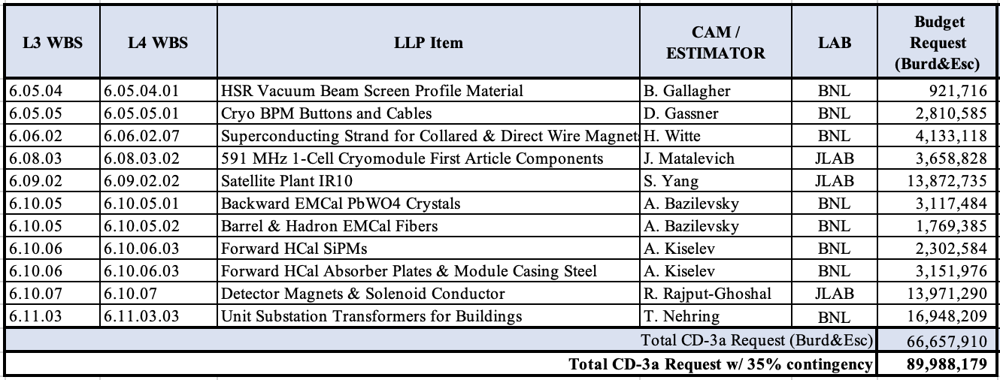 L3 WBS L4 WBS LLP Item CAM / ESTIMATOR LAB Budget Request (Burd&Esc)
6.05.04 6.05.04.01 HSR Vacuum Beam Screen Profile Material B. Gallagher BNL 921,716
6.05.05 6.05.05.01 Cryo BPM Buttons and Cables D. Gassner BNL 2,810,585
6.06.02 6.06.02.07 Superconducting Strand for Collared & Direct Wire Magnets H. Witte BNL 4,133,118
6.08.03 6.08.03.02 591 MHz 1-Cell Cryomodule First Article Components J. Matalevich JLAB 3,658,828
6.09.02 6.09.02.02 Satellite Plant IR10 S. Yang JLAB 13,872,735
6.10.05 6.10.05.01 Backward EMCal PbWO4 Crystals A. Bazilevsky BNL 3,117,484
6.10.05 6.10.05.02 Barrel & Hadron EMCal Fibers A. Bazilevsky BNL 1,769,385
6.10.06 6.10.06.03 Forward HCal SiPMs A. Kiselev BNL 2,302,584
6.10.06 6.10.06.03 Forward HCal Absorber Plates & Module Casing Steel A. Kiselev BNL 3,151,976
6.10.07 6.10.07 Detector Magnets & Solenoid Conductor R. Rajput-Ghoshal JLAB 13,971,290
6.11.03 6.11.03.03 Unit Substation Transformers for Buildings T. Nehring BNL 16,948,209
Total CD-3a Request (Burd&Esc) 66,657,910
Total CD-3a Request w/ 35% contingency 89,988,179